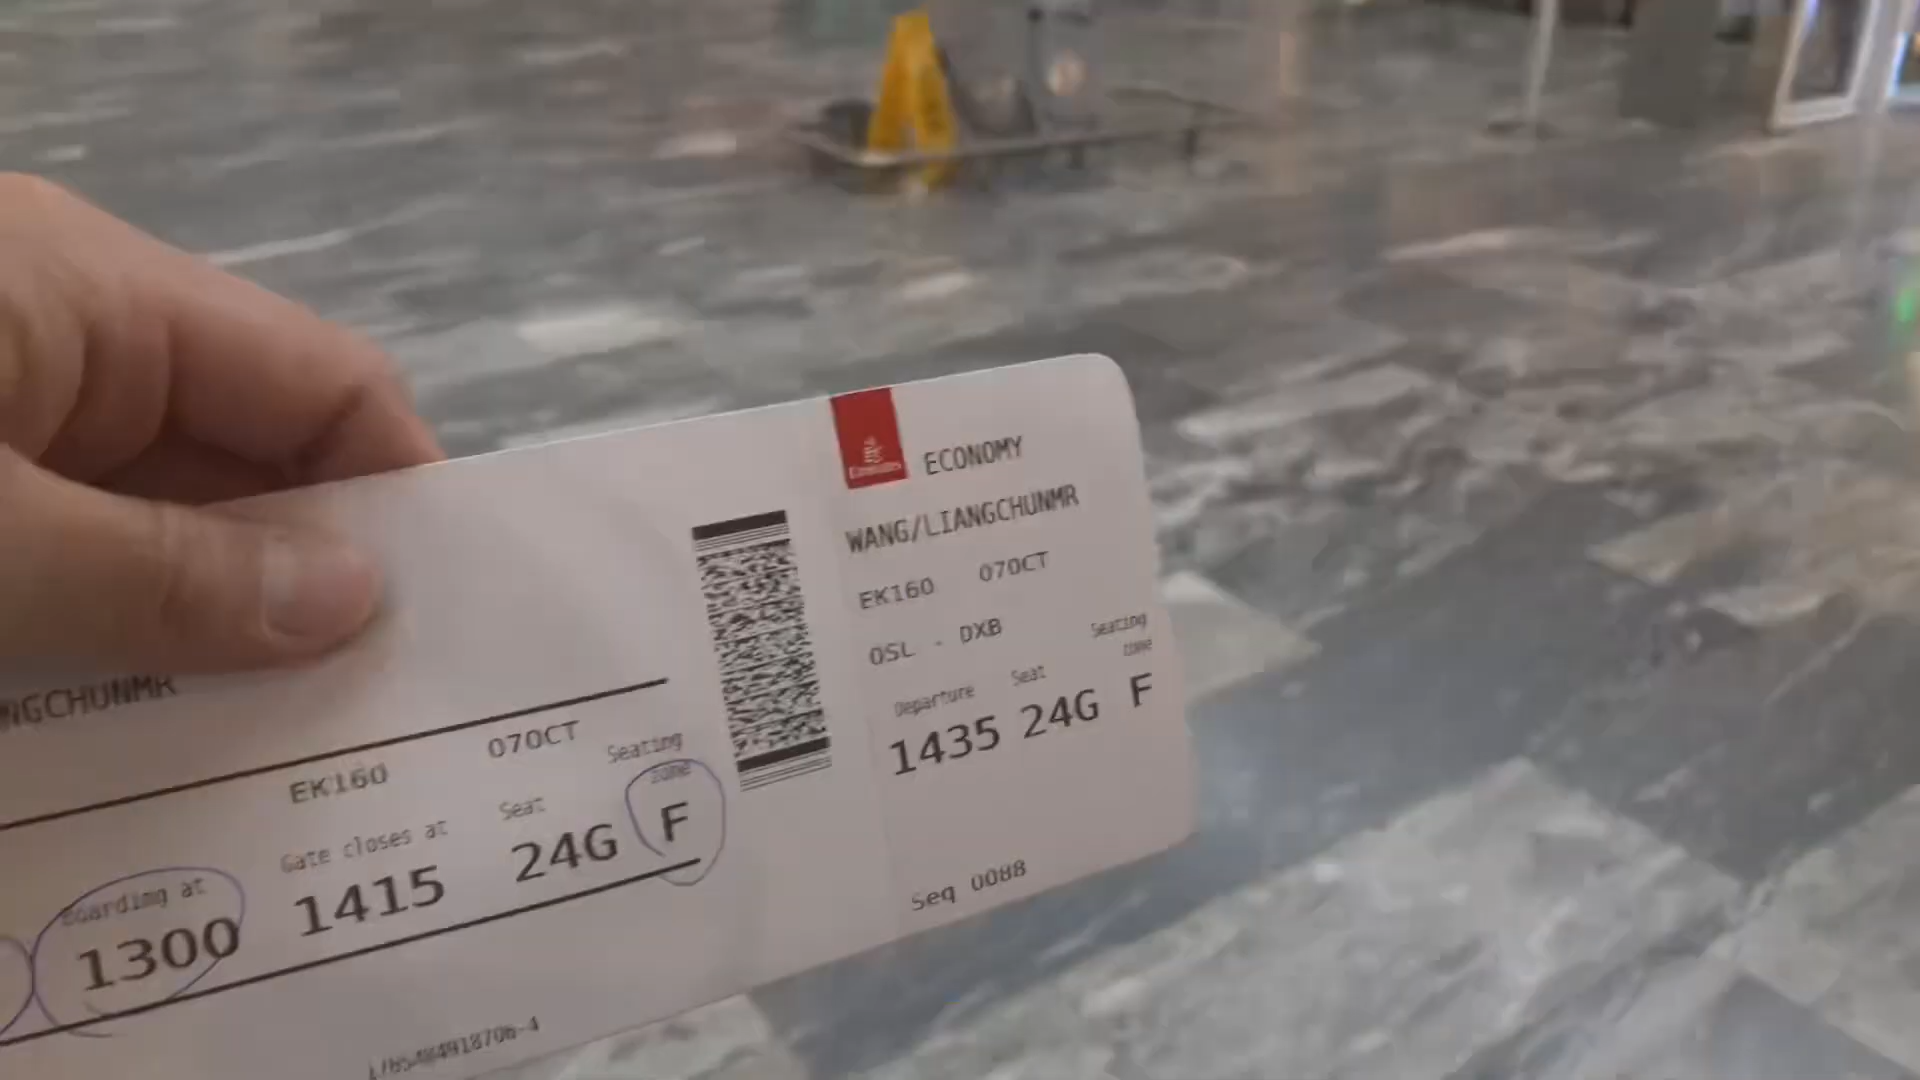 NGCHUNMR
EK160 07OCT
Boarding at Gate closes at Seat Seating zone
1300 1415 24G F
Emirates
ECONOMY
WANG/LIANGCHUNMR
EK160 07OCT
OSL - DXB
Departure Seat Seating zone
1435 24G F
Seq 0088